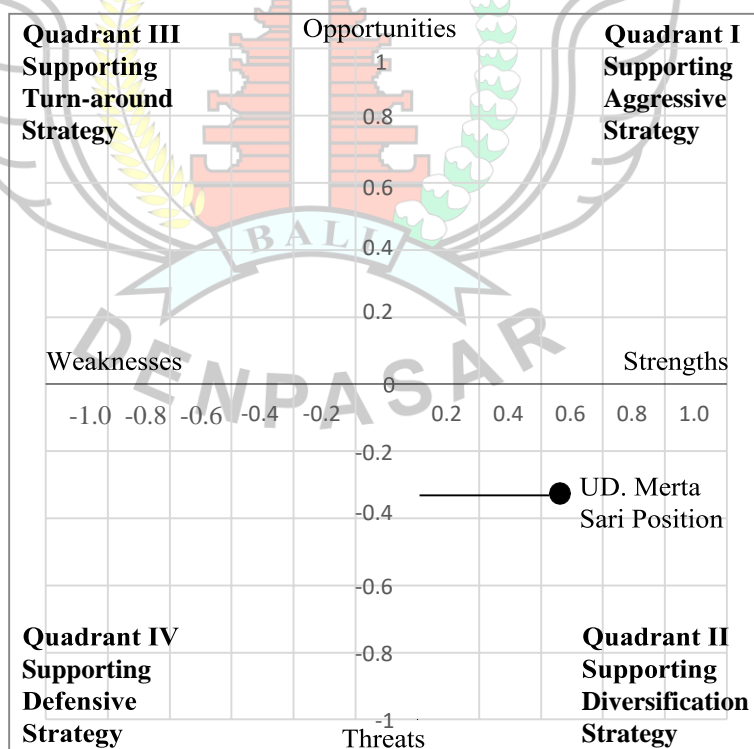 Opportunities
Quadrant III
Supporting
Turn-around
Strategy
Quadrant I
Supporting
Aggressive
Strategy
1
0.8
0.6
0.4
0.2
BALI
DENPASAR
Weaknesses
Strengths
0
-1.0 -0.8 -0.6 -0.4 -0.2 0.2 0.4 0.6 0.8 1.0
-0.2
-0.4
-0.6
-0.8
-1
UD. Merta
Sari Position
Quadrant IV
Supporting
Defensive
Strategy
Quadrant II
Supporting
Diversification
Strategy
Threats